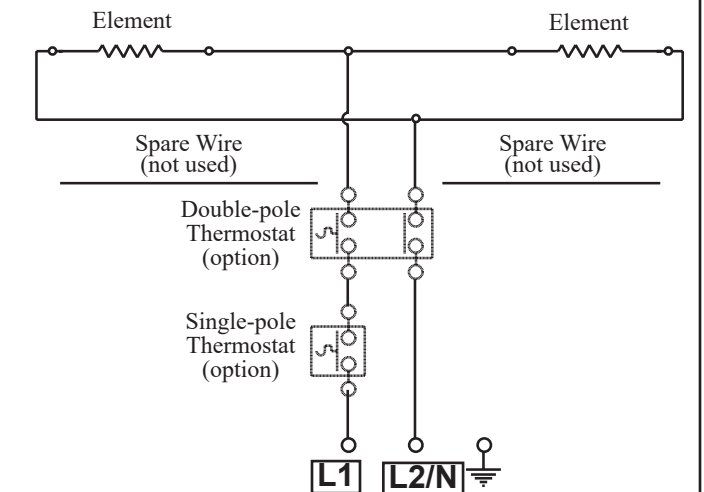 Element
Element
Spare Wire
(not used)
Spare Wire
(not used)
Double-pole
Thermostat
(option)
Single-pole
Thermostat
(option)
L1
L2/N